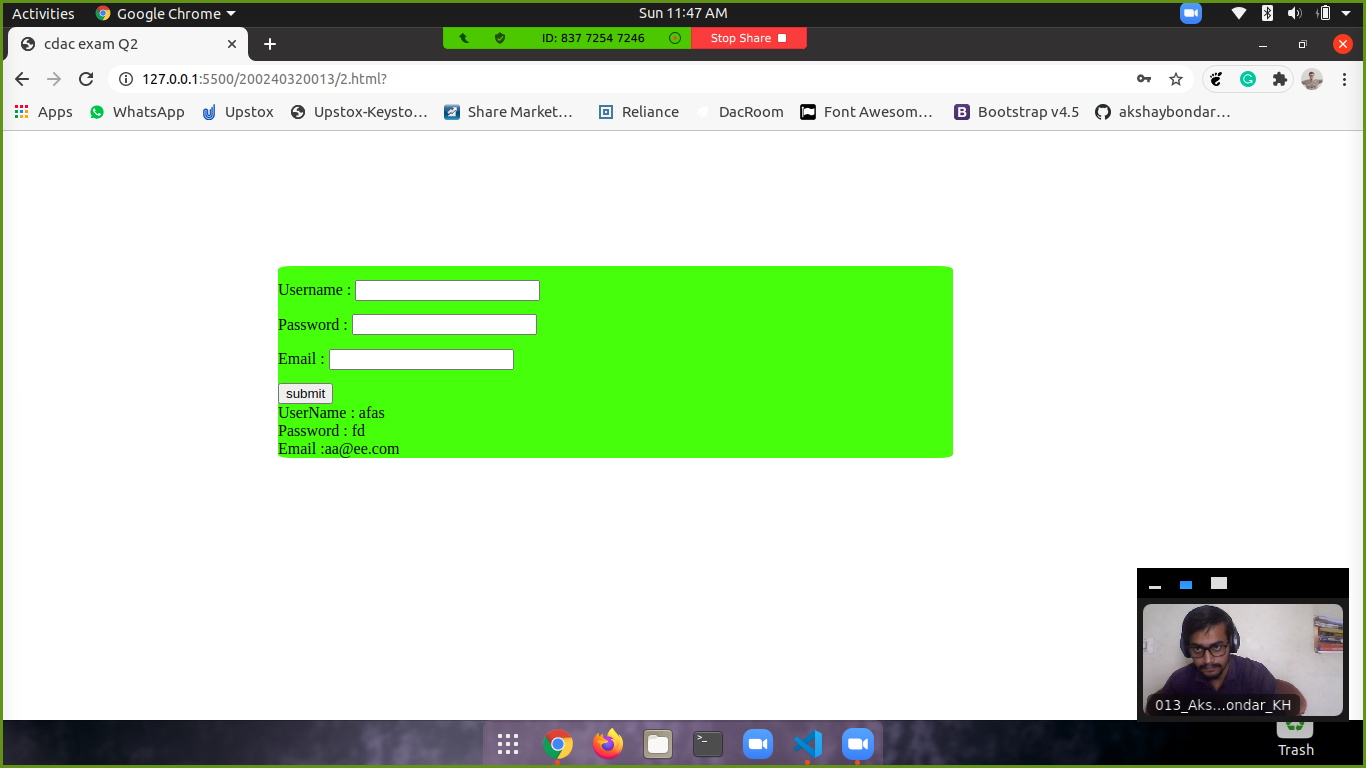 Activities Google Chrome Sun 11:47 AM
cdac exam Q2 ID: 837 7254 7246 Stop Share
127.0.0.1:5500/200240320013/2.html?
Apps WhatsApp Upstox Upstox-Keysto... Share Market... Reliance DacRoom Font Awesom... Bootstrap v4.5 akshaybondar...
Username :
Password :
Email :
submit
UserName : afas
Password : fd
Email :aa@ee.com
013_Aks...ondar_KH
Trash